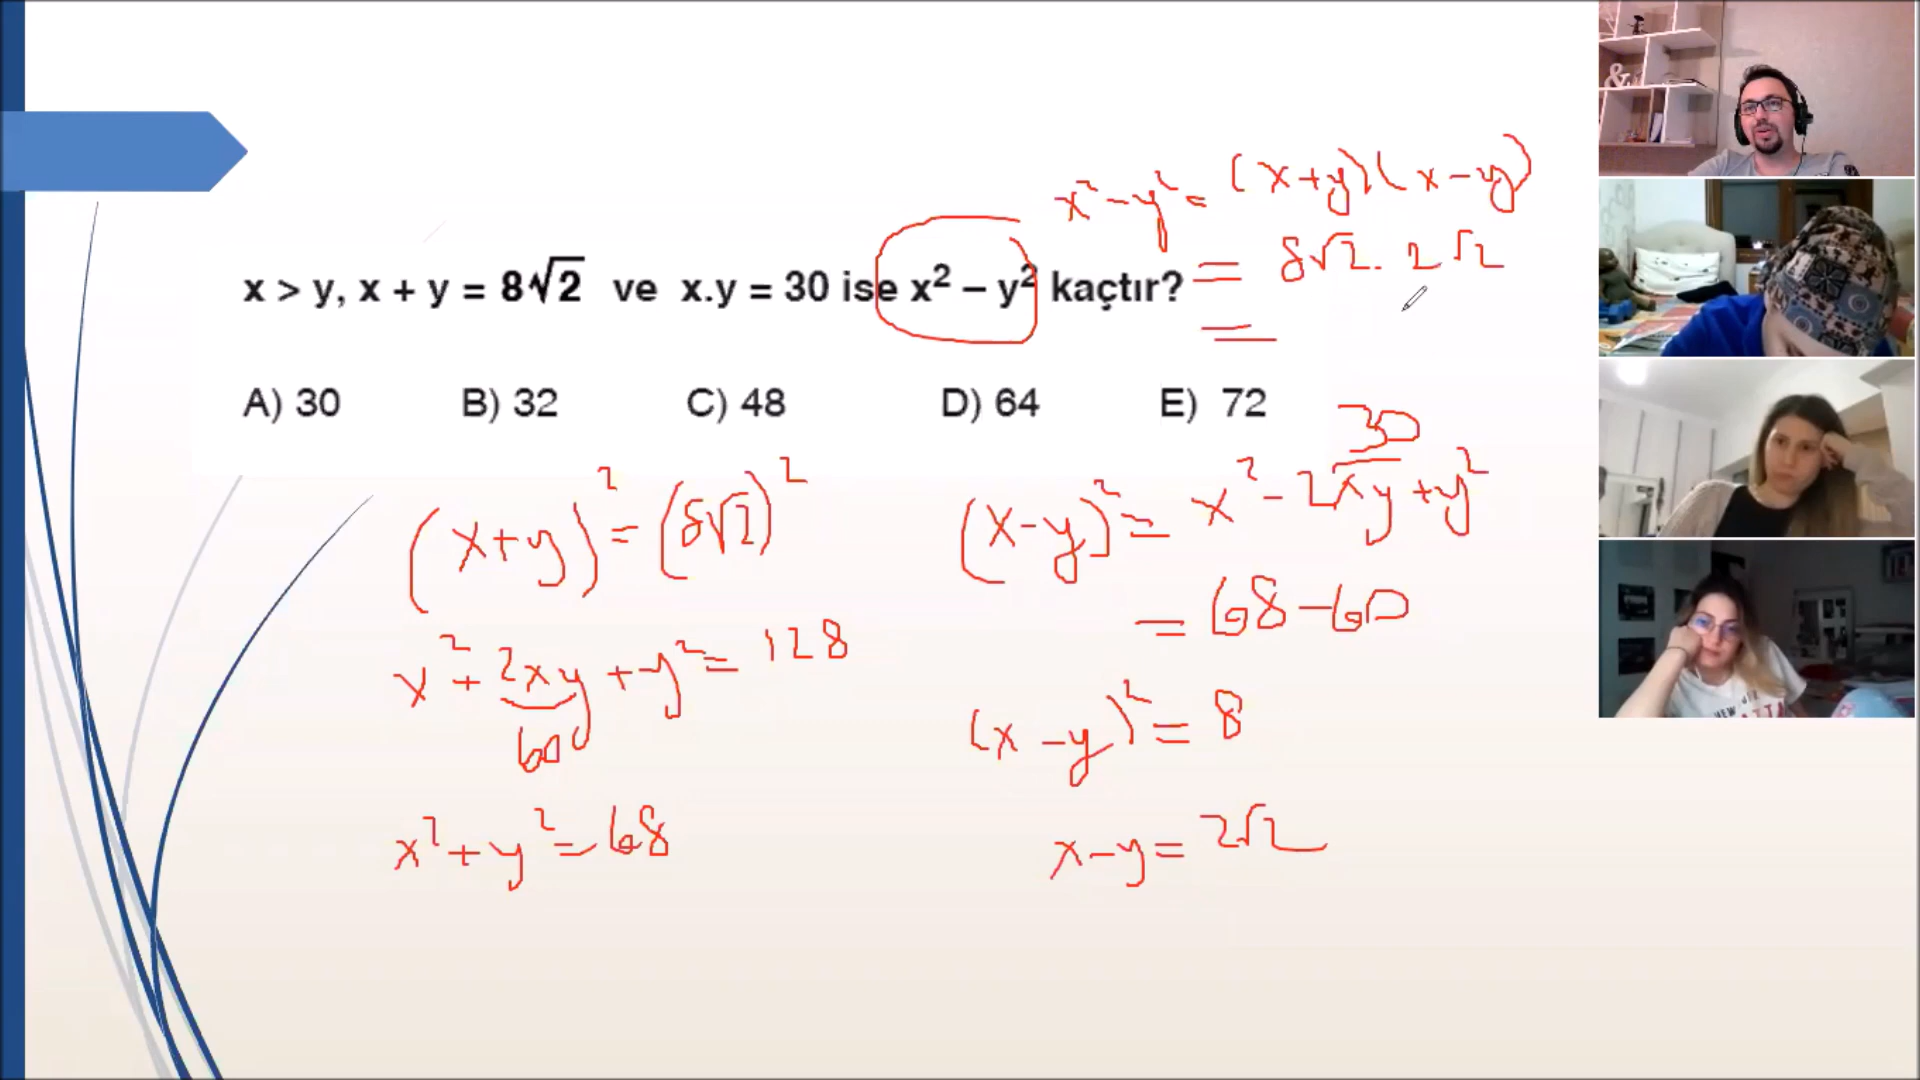 x² - y² = (x+y)(x-y)
= 8√2 . 2√2
=
x > y, x + y = 8√2 ve x.y = 30 ise x² – y² kaçtır?
A) 30 B) 32 C) 48 D) 64 E) 72
(x+y)² = (8√2)²
x² + 2xy + y² = 128
60
x² + y² = 68
30
(x-y)² = x² - 2xy + y²
= 68 - 60
(x-y)² = 8
x - y = 2√2
&